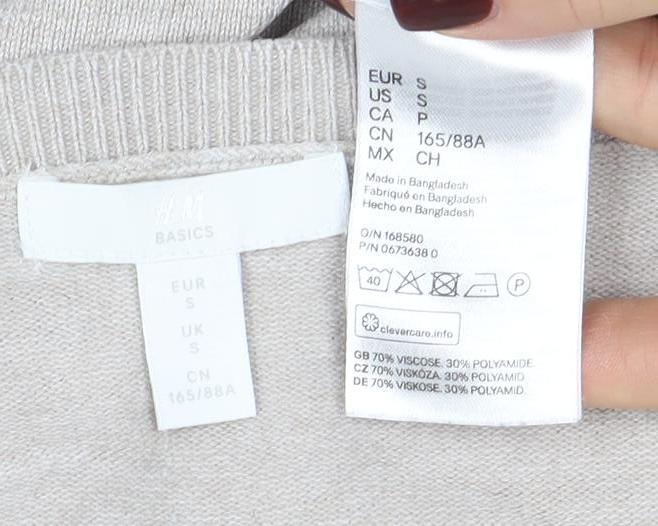 H&M
BASICS
EUR
S
UK
S
CN
165/88A
EUR S
US S
CA P
CN 165/88A
MX CH
Made in Bangladesh
Fabriqué en Bangladesh
Hecho en Bangladesh
O/N 168580
P/N 0673638 0
40
P
clevercare.info
GB 70% VISCOSE. 30% POLYAMIDE.
CZ 70% VISKÓZA. 30% POLYAMID
DE 70% VISKOSE. 30% POLYAMID.